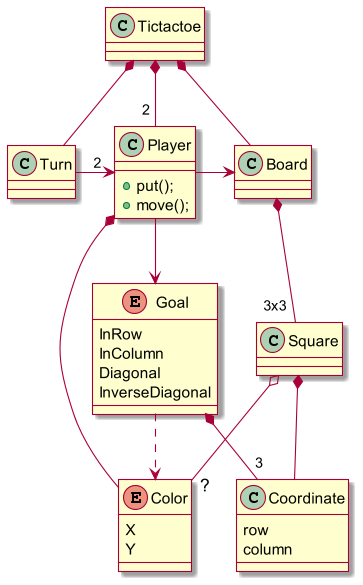 C Tictactoe
2
C Turn
2
C Player
put();
move();
C Board
E Goal
InRow
InColumn
Diagonal
InverseDiagonal
3x3
C Square
3
?
E Color
X
Y
C Coordinate
row
column